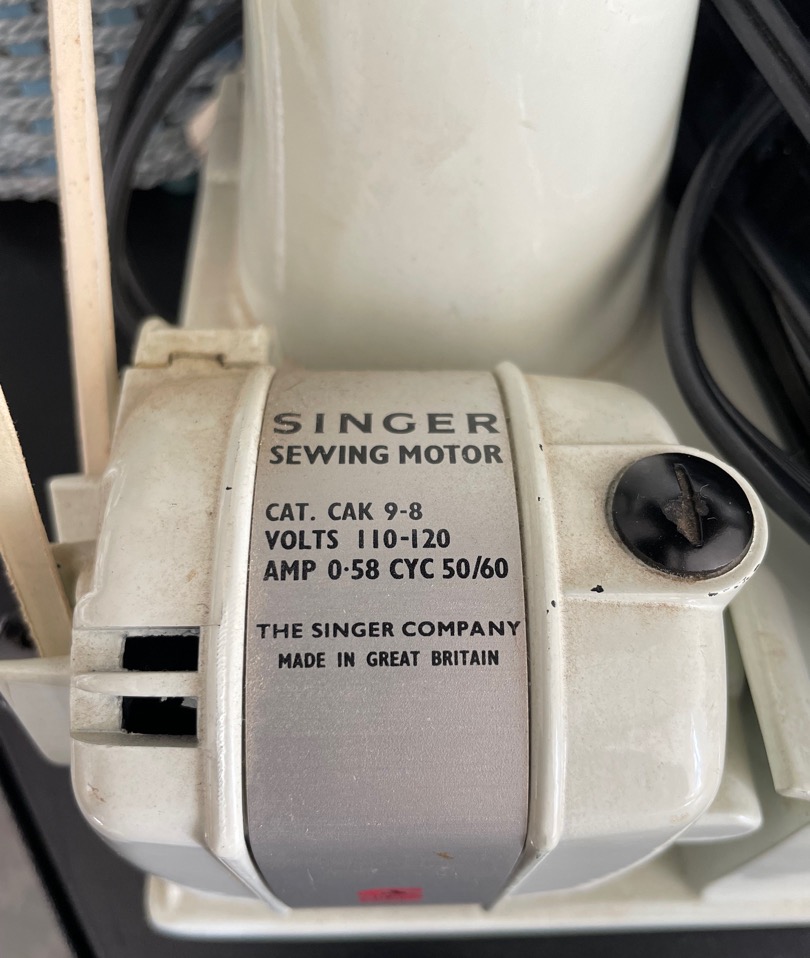 SINGER
SEWING MOTOR
CAT. CAK 9-8
VOLTS 110-120
AMP 0·58 CYC 50/60
THE SINGER COMPANY
MADE IN GREAT BRITAIN